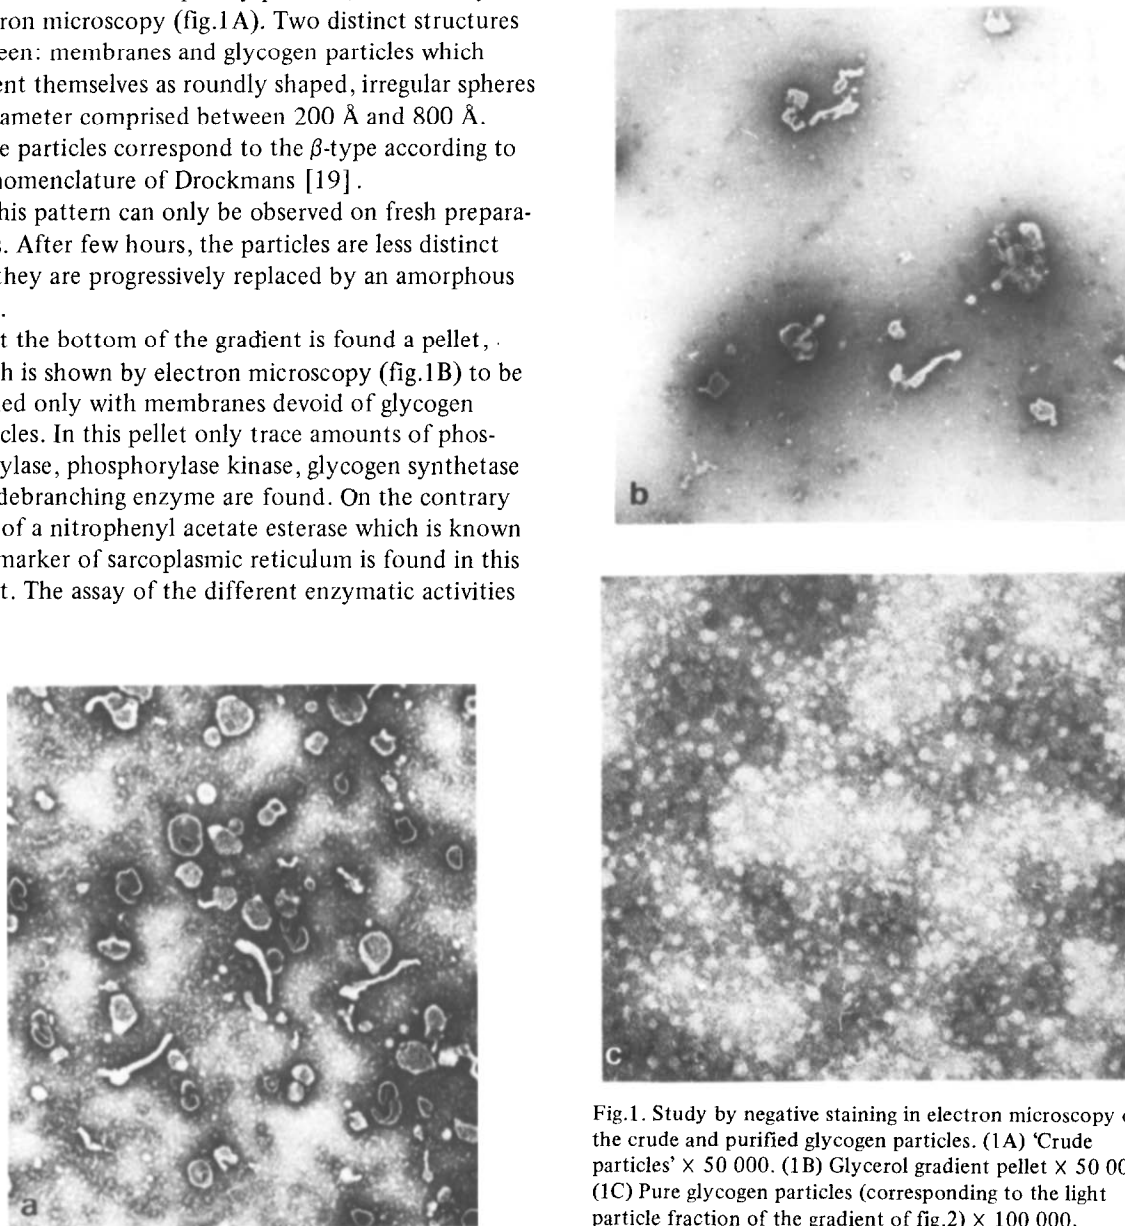 ron microscopy (fig.1A). Two distinct structures
een: membranes and glycogen particles which
ent themselves as roundly shaped, irregular spheres
ameter comprised between 200 Å and 800 Å.
e particles correspond to the β-type according to
nomenclature of Drockmans [19].
his pattern can only be observed on fresh prepara-
s. After few hours, the particles are less distinct
they are progressively replaced by an amorphous
.
t the bottom of the gradient is found a pellet,
h is shown by electron microscopy (fig.1B) to be
ed only with membranes devoid of glycogen
cles. In this pellet only trace amounts of phos-
ylase, phosphorylase kinase, glycogen synthetase
debranching enzyme are found. On the contrary
of a nitrophenyl acetate esterase which is known
marker of sarcoplasmic reticulum is found in this
t. The assay of the different enzymatic activities
a
b
c
Fig.1. Study by negative staining in electron microscopy
the crude and purified glycogen particles. (1A) ‘Crude
particles’ × 50 000. (1B) Glycerol gradient pellet × 50 00
(1C) Pure glycogen particles (corresponding to the light
particle fraction of the gradient of fig.2) × 100 000.